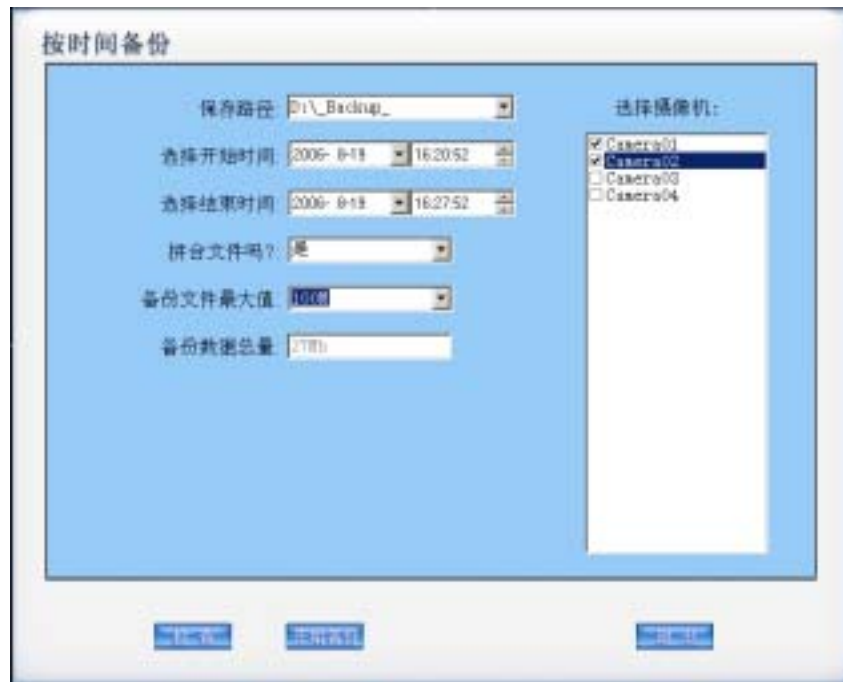 按时间备份
保存路径 D:\_Backup_
选择开始时间 2006- 8-19 16:20:52
选择结束时间 2006- 8-19 16:27:52
拼合文件吗? 是
备份文件最大值 100M
备份数据总量
选择摄像机:
Camera01
Camera02
Camera03
Camera04